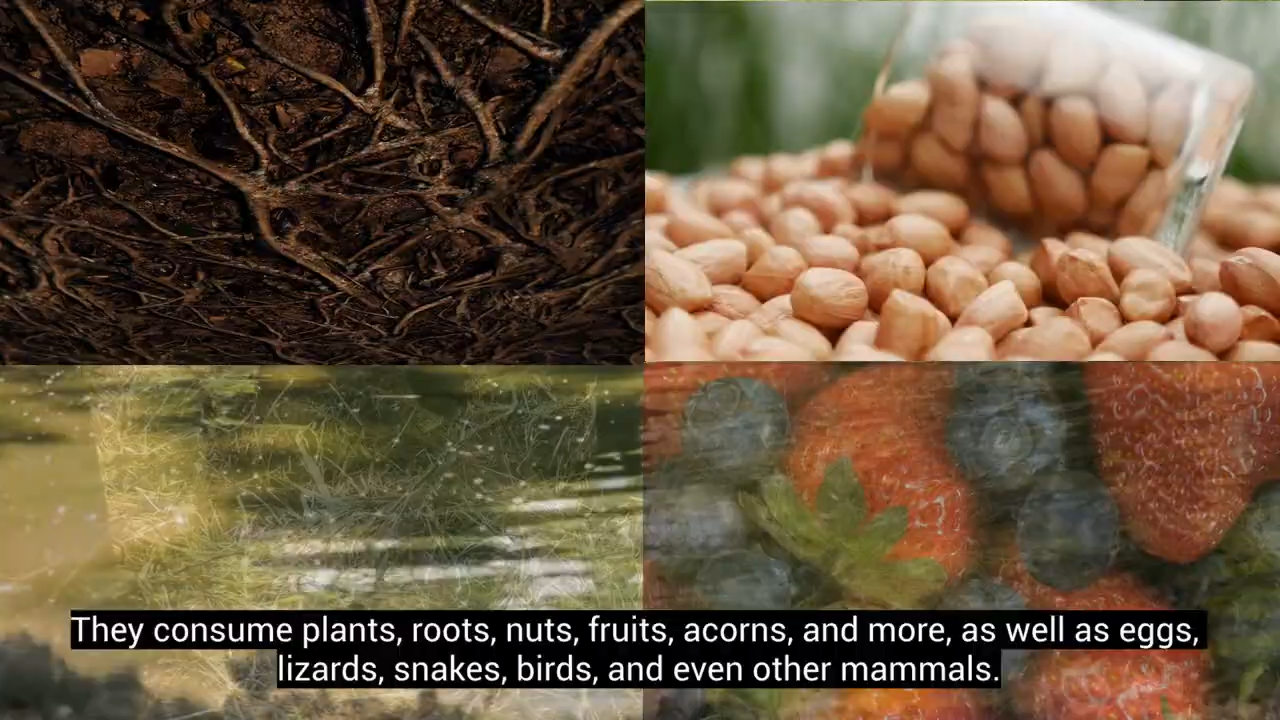 They consume plants, roots, nuts, fruits, acorns, and more, as well as eggs,
lizards, snakes, birds, and even other mammals.